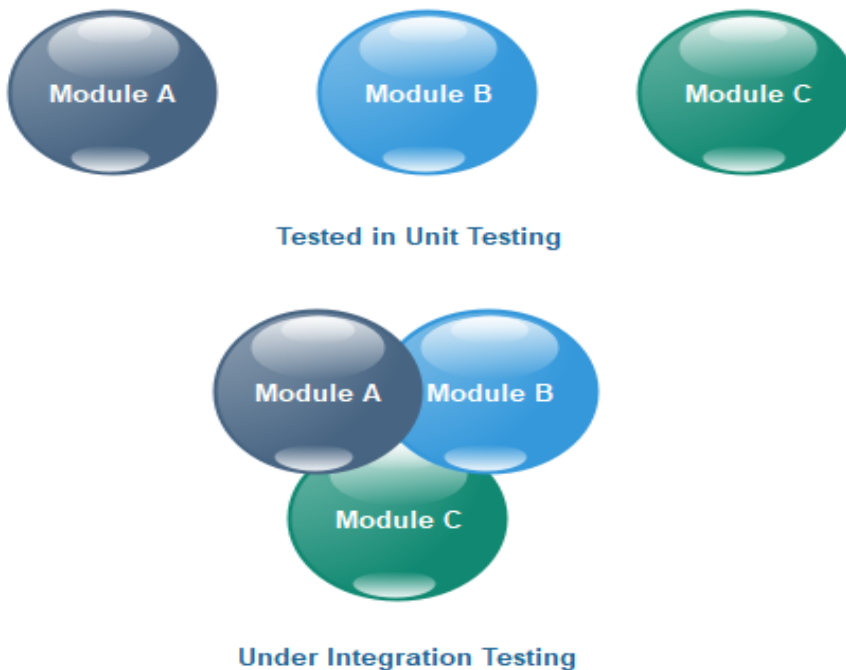 Module A
Module B
Module C
Tested in Unit Testing
Module A
Module B
Module C
Under Integration Testing